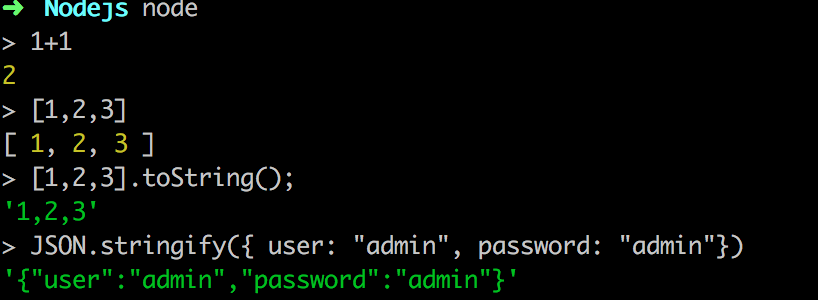 ➜ Nodejs node
> 1+1
2
> [1,2,3]
[ 1, 2, 3 ]
> [1,2,3].toString();
'1,2,3'
> JSON.stringify({ user: "admin", password: "admin"})
'{"user":"admin","password":"admin"}'